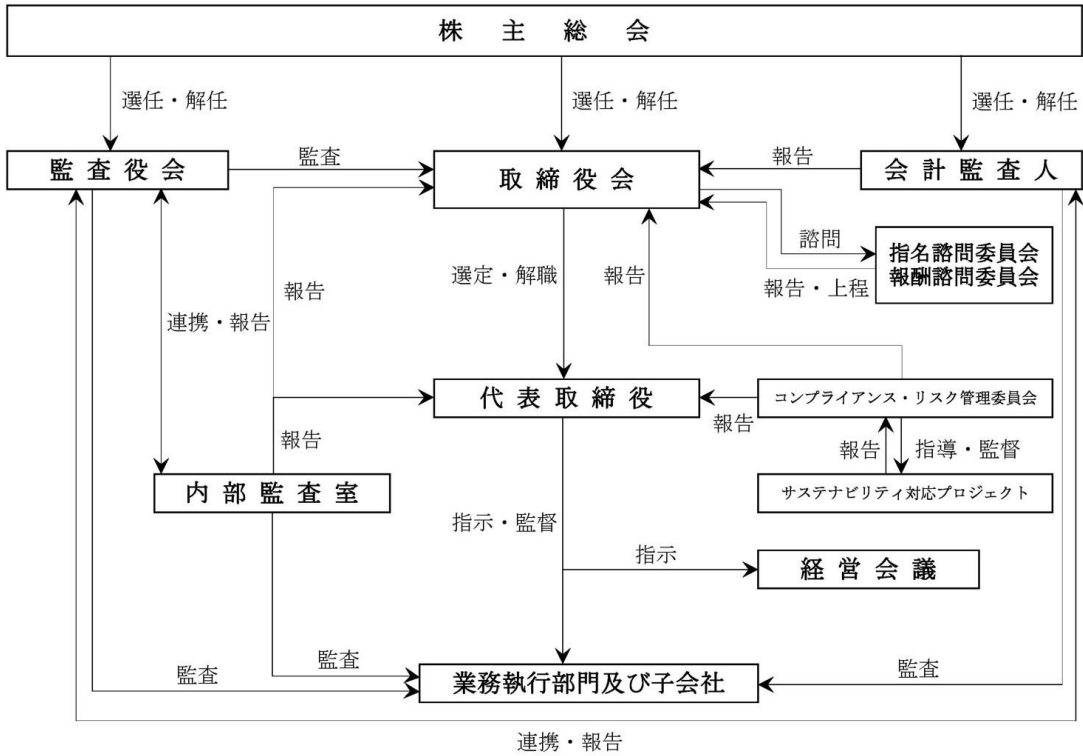 株主総会
選任・解任
選任・解任
選任・解任
監査役会
監査
取締役会
報告
会計監査人
諮問
指名諮問委員会
報酬諮問委員会
報告・上程
選定・解職
報告
報告
連携・報告
代表取締役
コンプライアンス・リスク管理委員会
報告
報告
報告
指導・監督
内部監査室
サステナビリティ対応プロジェクト
指示・監督
指示
経営会議
監査
監査
業務執行部門及び子会社
監査
連携・報告